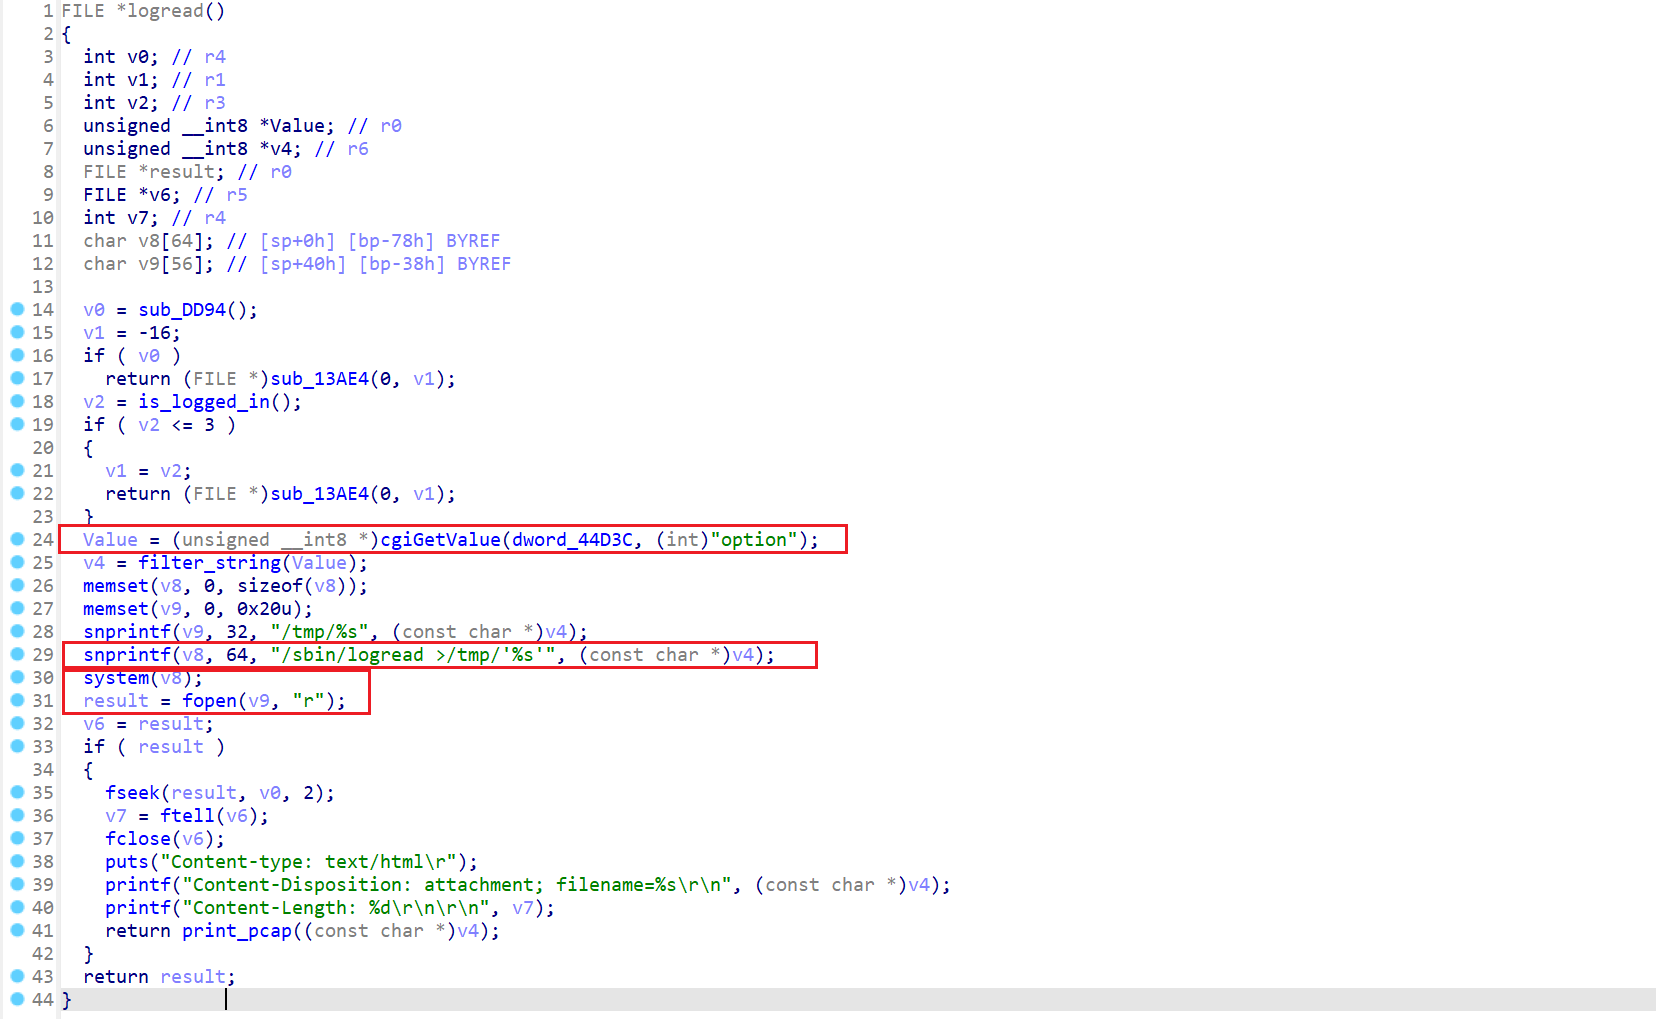 1 FILE *logread()
2 {
3 int v0; // r4
4 int v1; // r1
5 int v2; // r3
6 unsigned __int8 *Value; // r0
7 unsigned __int8 *v4; // r6
8 FILE *result; // r0
9 FILE *v6; // r5
10 int v7; // r4
11 char v8[64]; // [sp+0h] [bp-78h] BYREF
12 char v9[56]; // [sp+40h] [bp-38h] BYREF
13
14 v0 = sub_DD94();
15 v1 = -16;
16 if ( v0 )
17 return (FILE *)sub_13AE4(0, v1);
18 v2 = is_logged_in();
19 if ( v2 <= 3 )
20 {
21 v1 = v2;
22 return (FILE *)sub_13AE4(0, v1);
23 }
24 Value = (unsigned __int8 *)cgiGetValue(dword_44D3C, (int)"option");
25 v4 = filter_string(Value);
26 memset(v8, 0, sizeof(v8));
27 memset(v9, 0, 0x20u);
28 snprintf(v9, 32, "/tmp/%s", (const char *)v4);
29 snprintf(v8, 64, "/sbin/logread >/tmp/'%s'", (const char *)v4);
30 system(v8);
31 result = fopen(v9, "r");
32 v6 = result;
33 if ( result )
34 {
35 fseek(result, v0, 2);
36 v7 = ftell(v6);
37 fclose(v6);
38 puts("Content-type: text/html\r");
39 printf("Content-Disposition: attachment; filename=%s\r\n", (const char *)v4);
40 printf("Content-Length: %d\r\n\r\n", v7);
41 return print_pcap((const char *)v4);
42 }
43 return result;
44 }